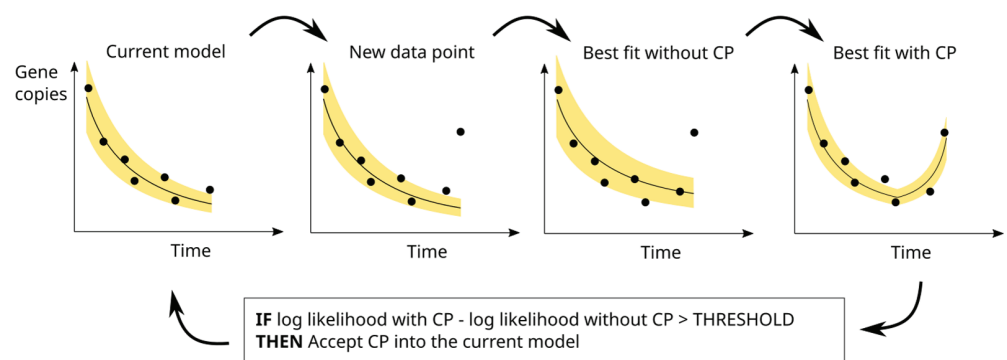 Current model
New data point
Best fit without CP
Best fit with CP
Gene
copies
Time
Time
Time
Time
IF log likelihood with CP - log likelihood without CP > THRESHOLD
THEN Accept CP into the current model